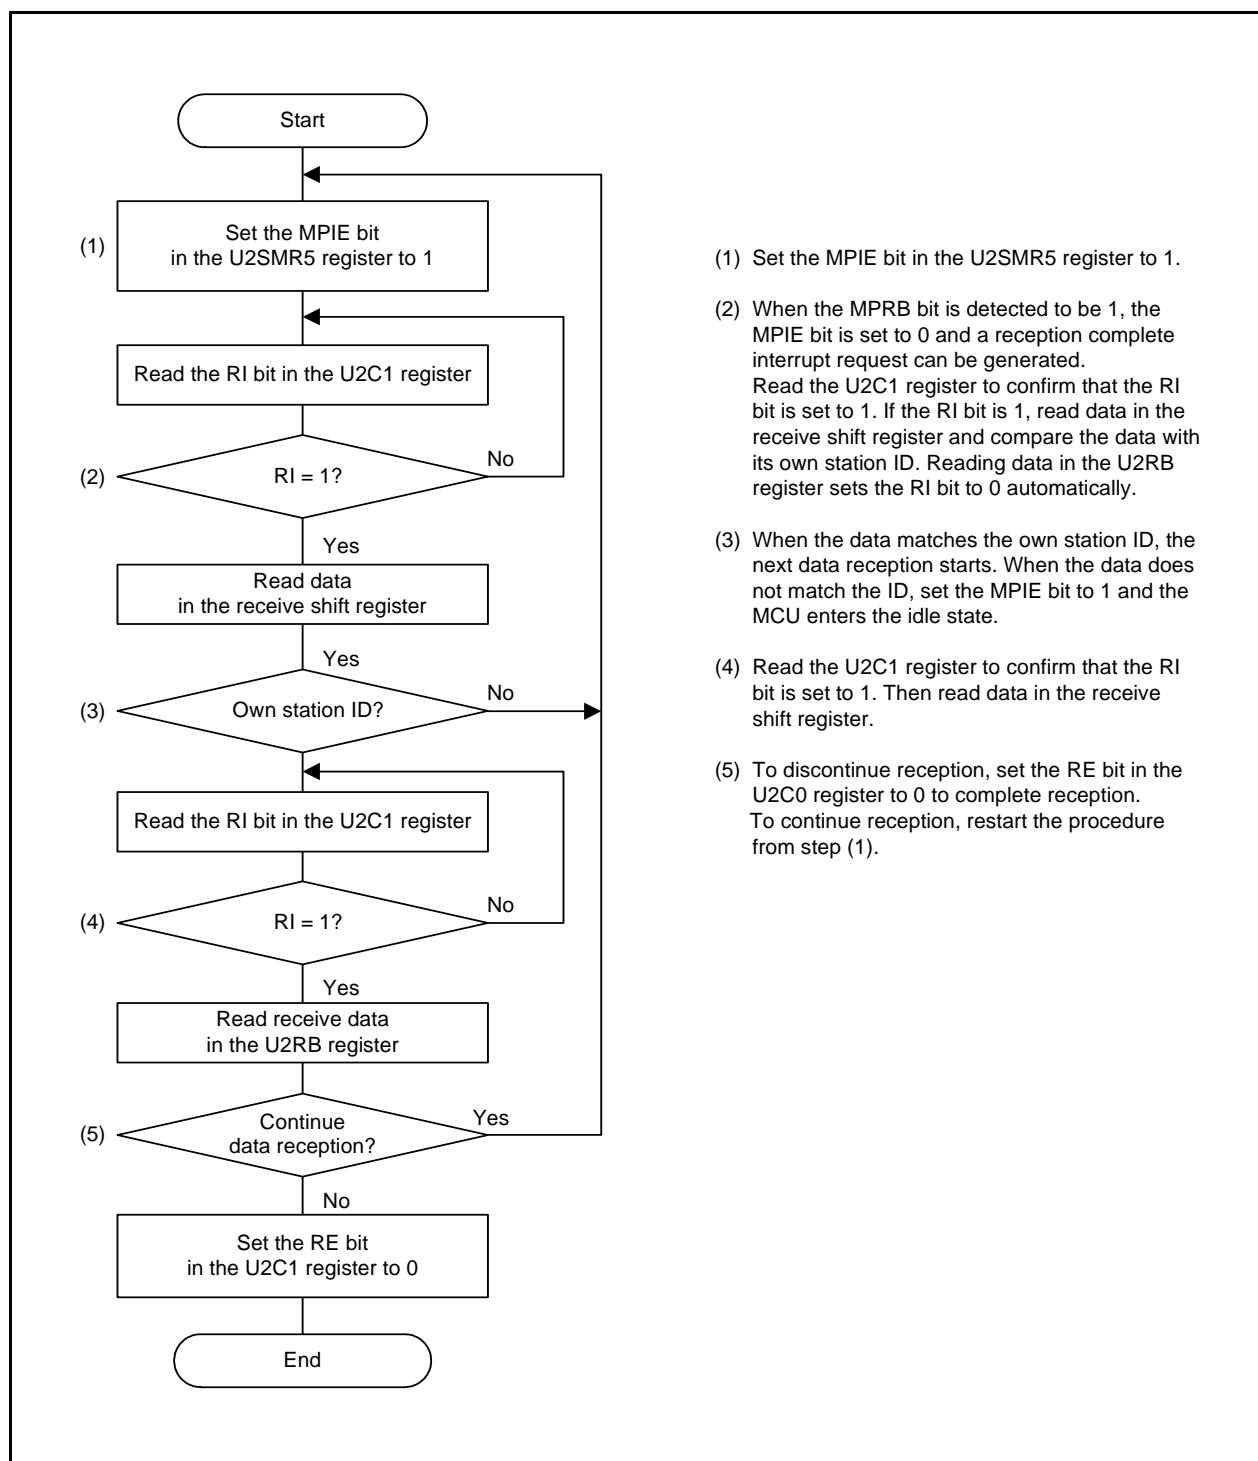 Start
(1)
Set the MPIE bit
in the U2SMR5 register to 1
Read the RI bit in the U2C1 register
(2)
RI = 1?
No
Yes
Read data
in the receive shift register
Yes
(3)
Own station ID?
No
Read the RI bit in the U2C1 register
(4)
RI = 1?
No
Yes
Read receive data
in the U2RB register
(5)
Continue
data reception?
Yes
No
Set the RE bit
in the U2C1 register to 0
End
(1) Set the MPIE bit in the U2SMR5 register to 1.
(2) When the MPRB bit is detected to be 1, the
MPIE bit is set to 0 and a reception complete
interrupt request can be generated.
Read the U2C1 register to confirm that the RI
bit is set to 1. If the RI bit is 1, read data in the
receive shift register and compare the data with
its own station ID. Reading data in the U2RB
register sets the RI bit to 0 automatically.
(3) When the data matches the own station ID, the
next data reception starts. When the data does
not match the ID, set the MPIE bit to 1 and the
MCU enters the idle state.
(4) Read the U2C1 register to confirm that the RI
bit is set to 1. Then read data in the receive
shift register.
(5) To discontinue reception, set the RE bit in the
U2C0 register to 0 to complete reception.
To continue reception, restart the procedure
from step (1).